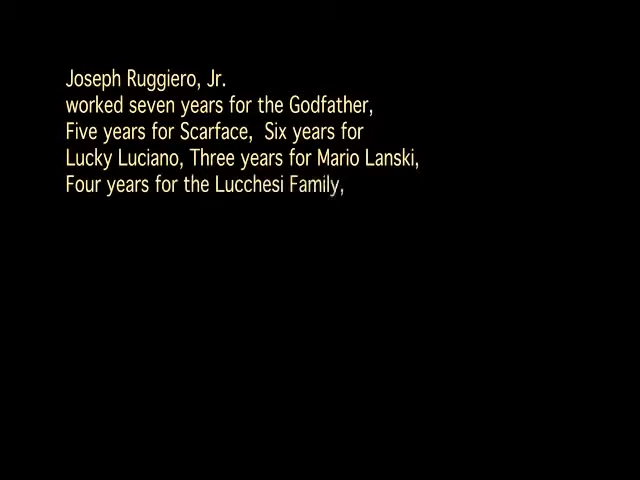 Joseph Ruggiero, Jr.
worked seven years for the Godfather,
Five years for Scarface,  Six years for
Lucky Luciano, Three years for Mario Lanski,
Four years for the Lucchesi Family,